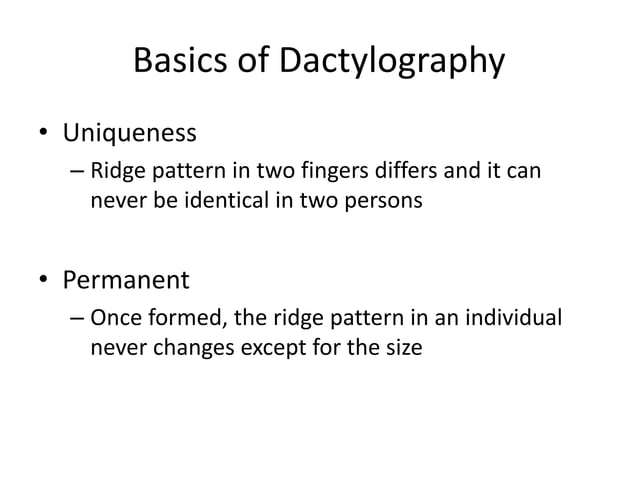 Basics of Dactylography
• Uniqueness
– Ridge pattern in two fingers differs and it can
never be identical in two persons
• Permanent
– Once formed, the ridge pattern in an individual
never changes except for the size